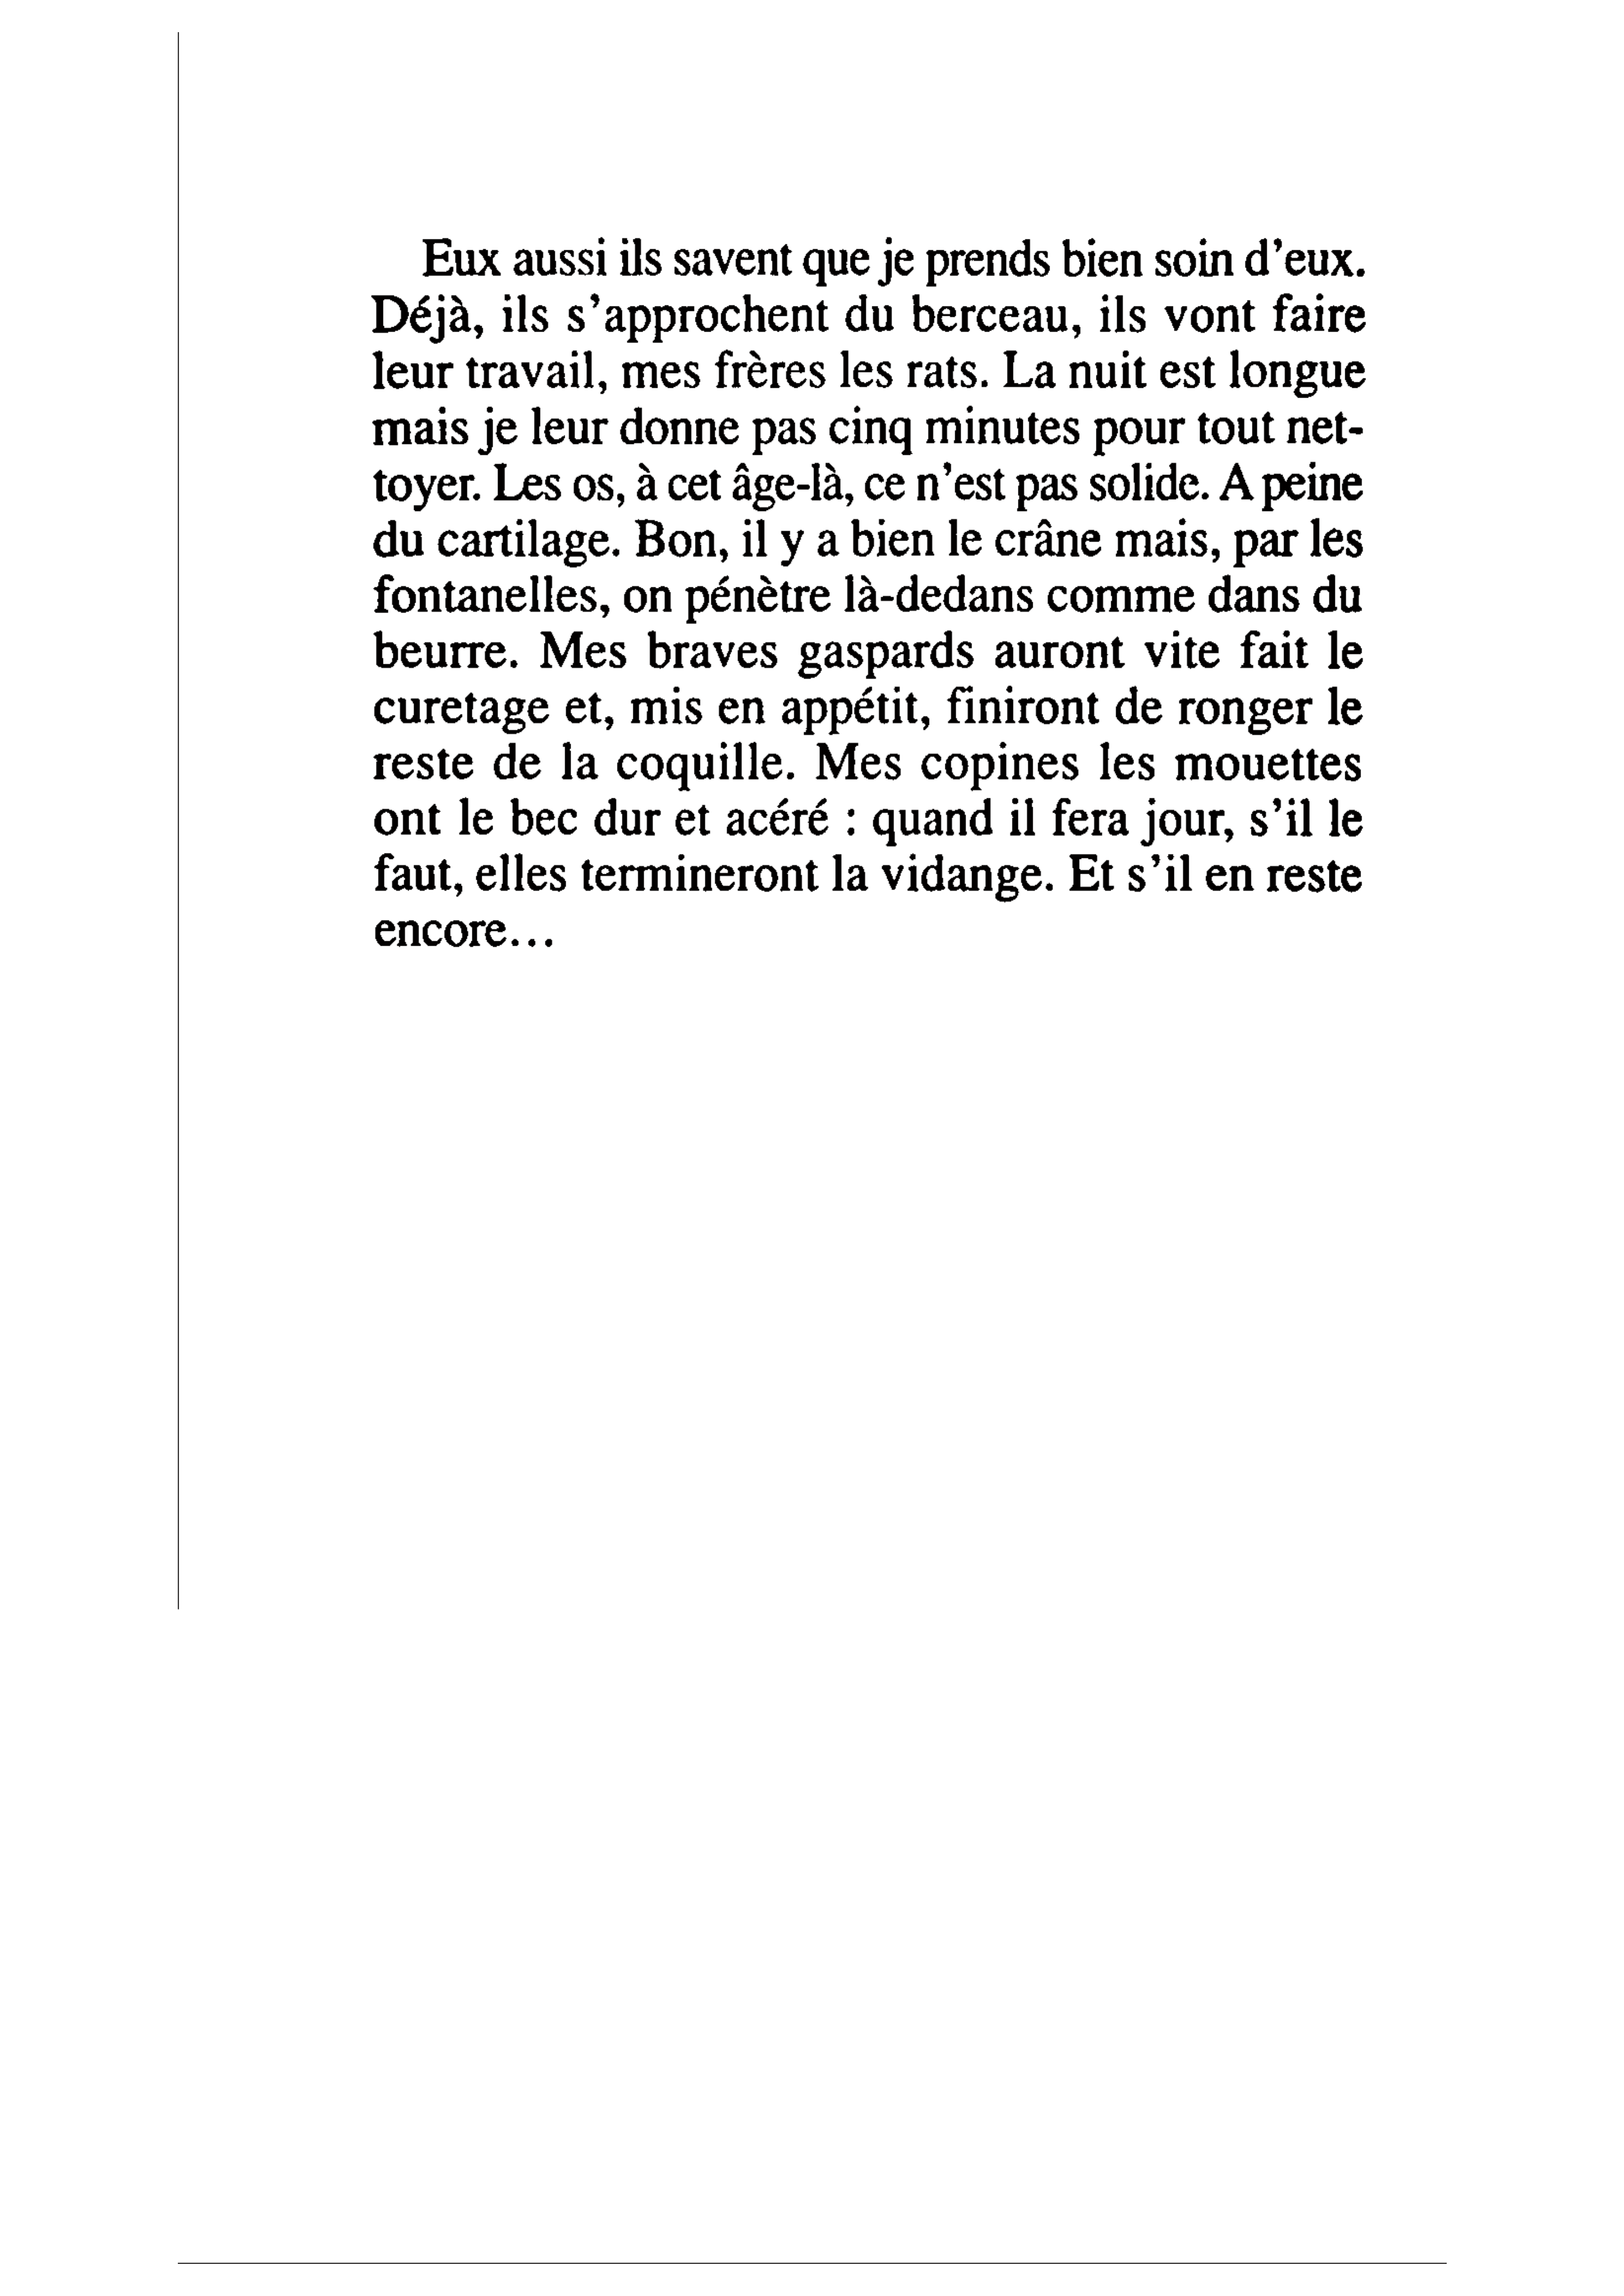 Eux aussi ils savent que je prends bien soin d'eux.
Déjà, ils s'approchent du berceau, ils vont faire
leur travail, mes frères les rats. La nuit est longue
mais je leur donne pas cinq minutes pour tout net-
toyer. Les os, à cet âge-là, ce n'est pas solide. A peine
du cartilage. Bon, il y a bien le crâne mais, par les
fontanelles, on pénètre là-dedans comme dans du
beurre. Mes braves gaspards auront vite fait le
curetage et, mis en appétit, finiront de ronger le
reste de la coquille. Mes copines les mouettes
ont le bec dur et acéré : quand il fera jour, s'il le
faut, elles termineront la vidange. Et s'il en reste
encore...